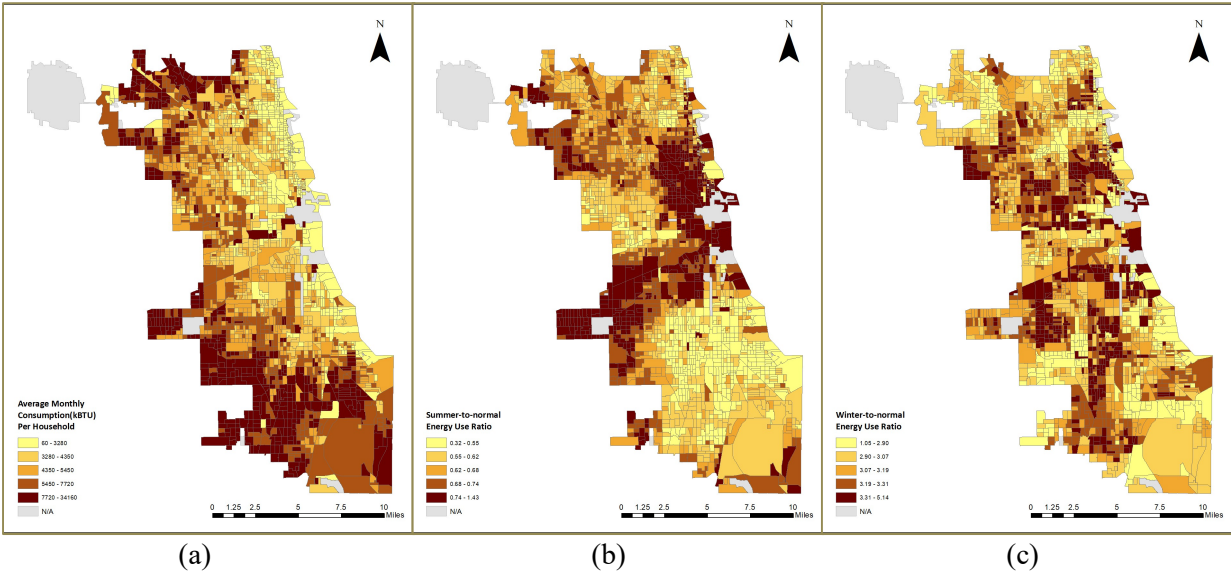 N
Average Monthly
Consumption(kBTU)
Per Household
60 - 3280
3280 - 4350
4350 - 5450
5450 - 7720
7720 - 34160
N/A
0 1.25 2.5 5 7.5 10
Miles
N
Summer-to-normal
Energy Use Ratio
0.32 - 0.55
0.55 - 0.62
0.62 - 0.68
0.68 - 0.74
0.74 - 1.43
N/A
0 1.25 2.5 5 7.5 10
Miles
N
Winter-to-normal
Energy Use Ratio
1.05 - 2.90
2.90 - 3.07
3.07 - 3.19
3.19 - 3.31
3.31 - 5.14
N/A
0 1.25 2.5 5 7.5 10
Miles
(a) (b) (c)